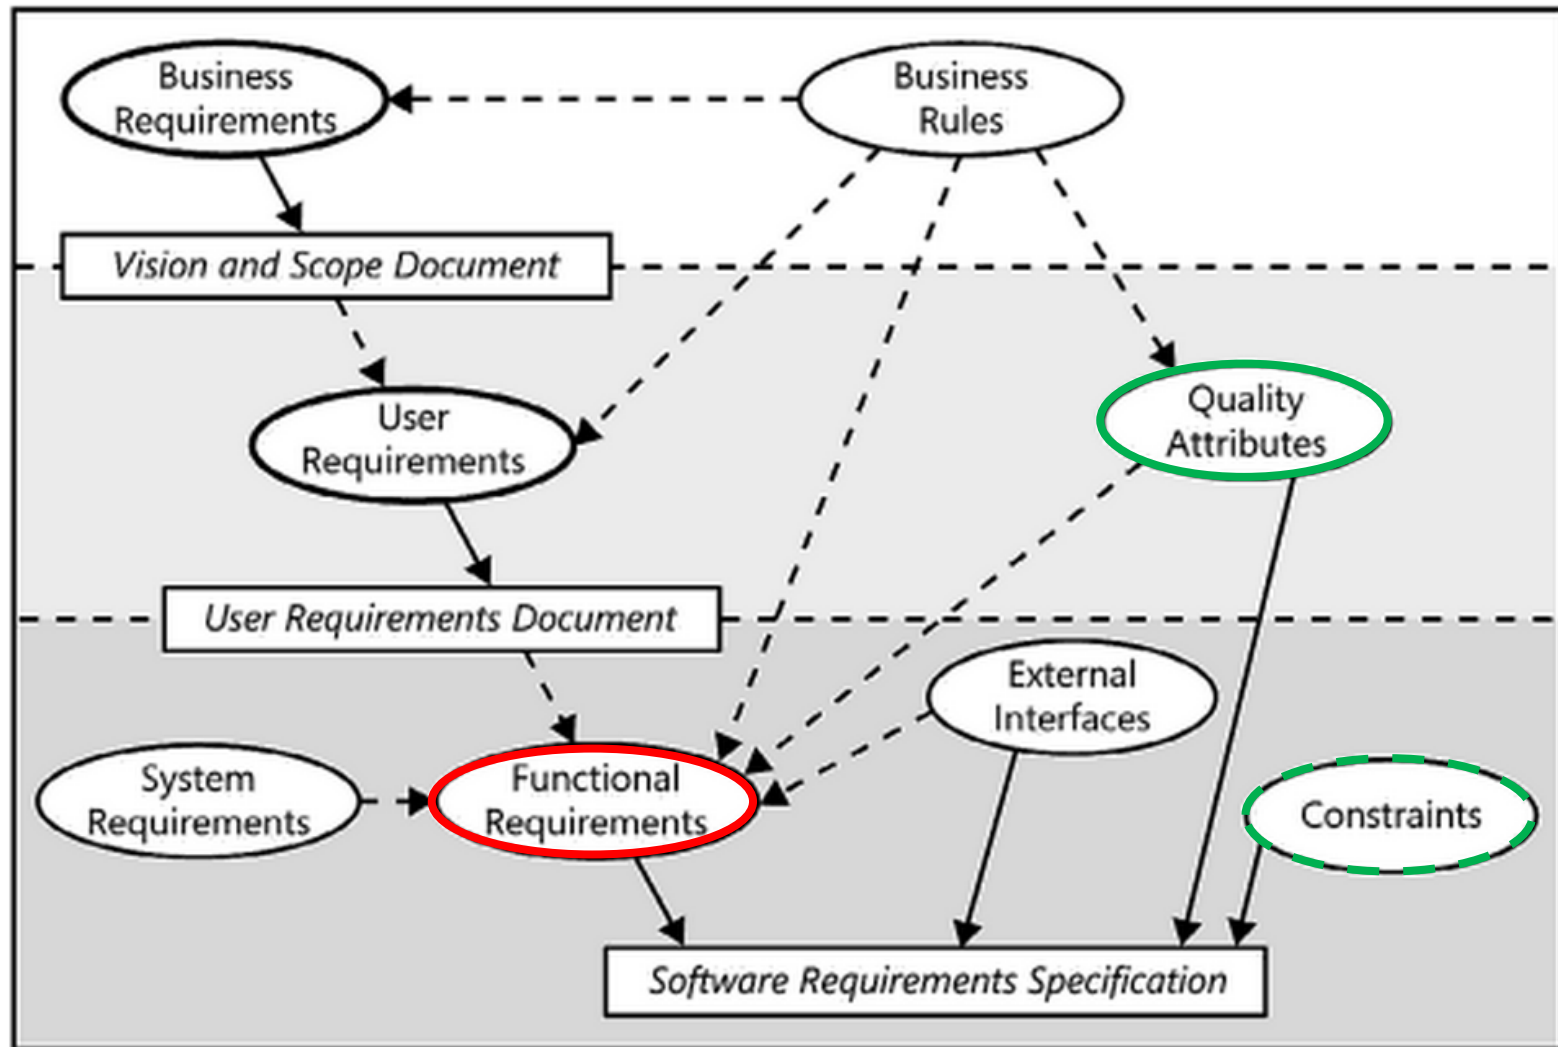 Business
Requirements
Business
Rules
Vision and Scope Document
User
Requirements
Quality
Attributes
User Requirements Document
External
Interfaces
System
Requirements
Functional
Requirements
Constraints
Software Requirements Specification